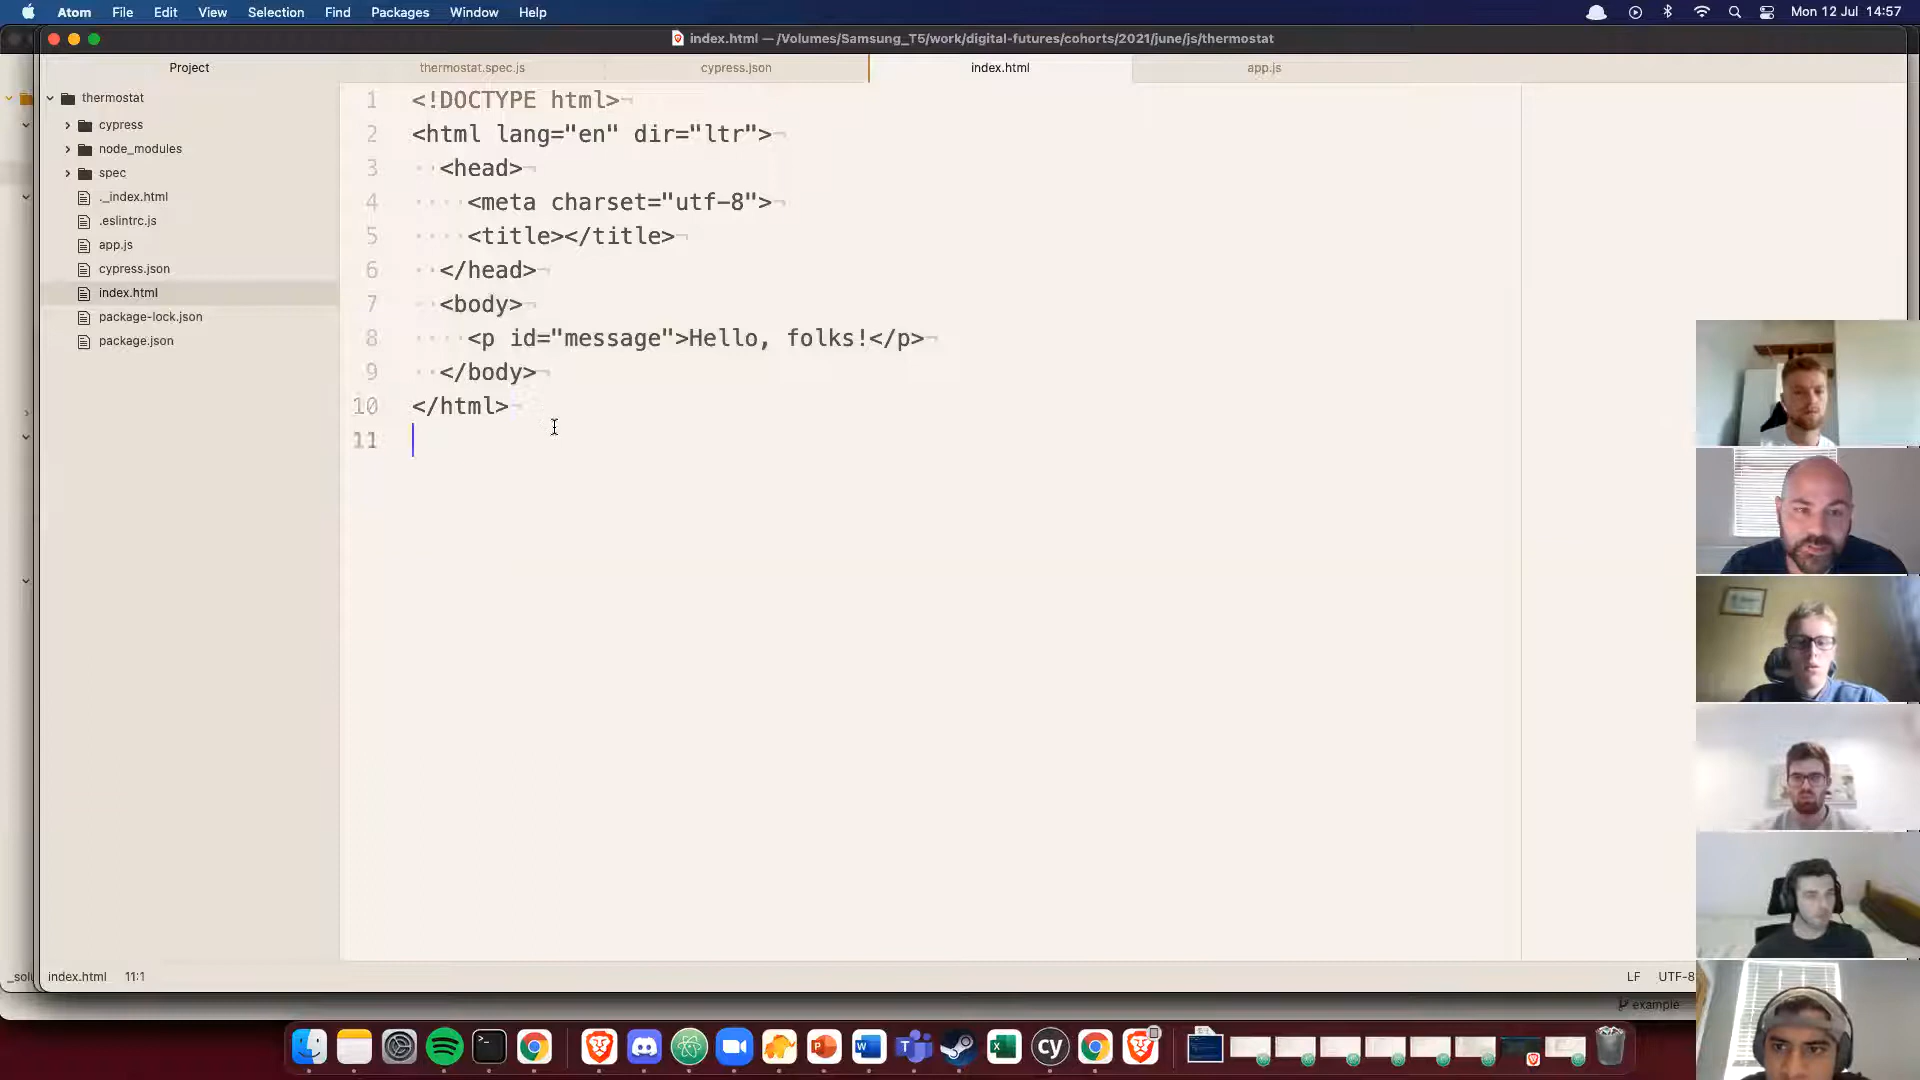 Atom File Edit View Selection Find Packages Window Help Mon 12 Jul 14:57
index.html — /Volumes/Samsung_T5/work/digital-futures/cohorts/2021/june/js/thermostat
Project thermostat.spec.js cypress.json index.html app.js
thermostat
cypress
node_modules
spec
._index.html
.eslintrc.js
app.js
cypress.json
index.html
package-lock.json
package.json
1 <!DOCTYPE html>
2 <html lang="en" dir="ltr">
3 <head>
4 <meta charset="utf-8">
5 <title></title>
6 </head>
7 <body>
8 <p id="message">Hello, folks!</p>
9 </body>
10 </html>
11
_solu index.html 11:1 LF UTF-8
example
cy